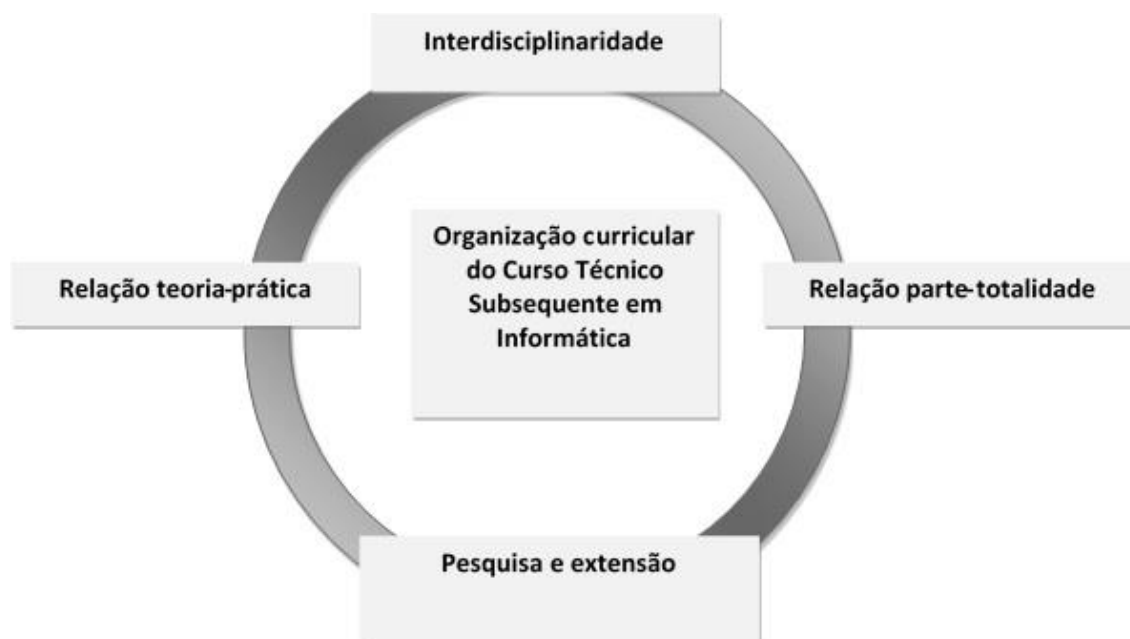 Interdisciplinaridade
Organização curricular
do Curso Técnico
Subsequente em
Informática
Relação teoria-prática
Relação parte-totalidade
Pesquisa e extensão